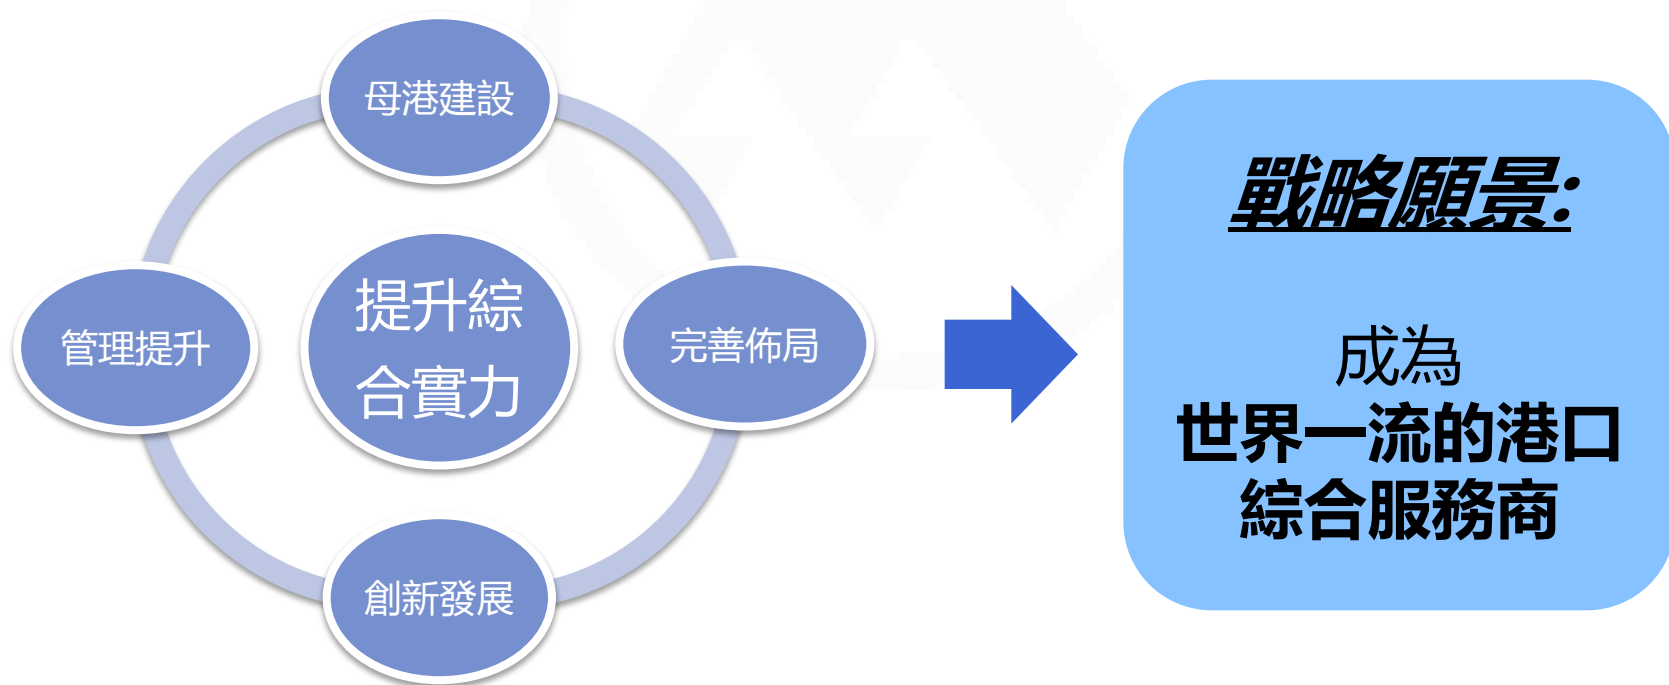 母港建設
管理提升
提升綜
合實力
完善佈局
創新發展
戰略願景:
成為
世界一流的港口
綜合服務商